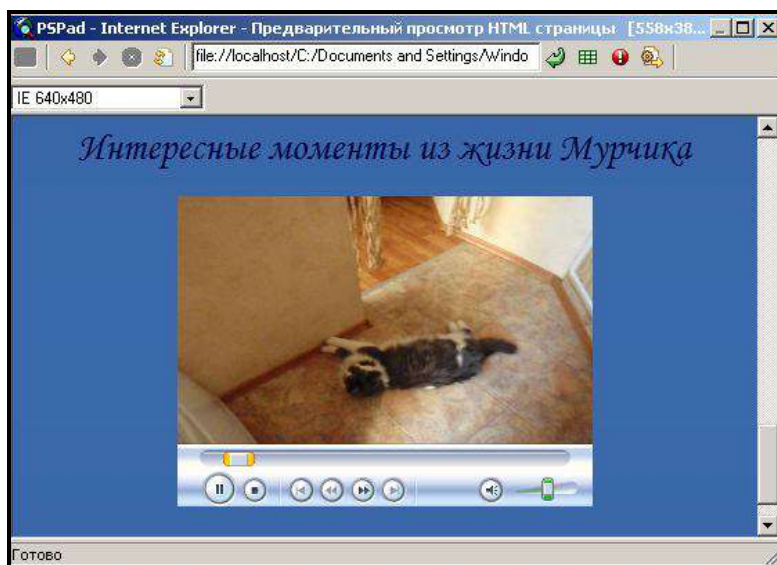 PSPad - Internet Explorer - Предварительный просмотр HTML страницы [558x38...
file://localhost/C:/Documents and Settings/Windo
IE 640x480
Интересные моменты из жизни Мурчика
Готово